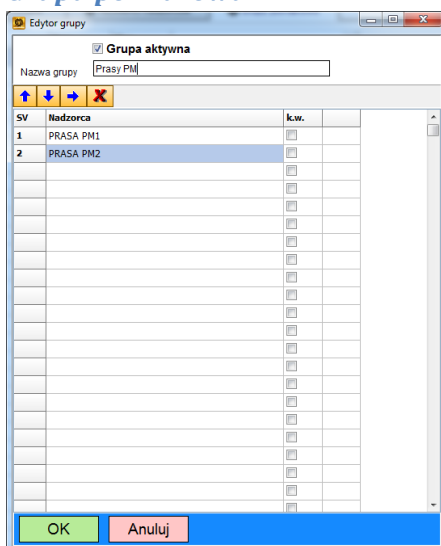 Edytor grupy
Grupa aktywna
Nazwa grupy Prasy PM
SV Nadzorca k.w.
1 PRASA PM1
2 PRASA PM2
OK Anuluj